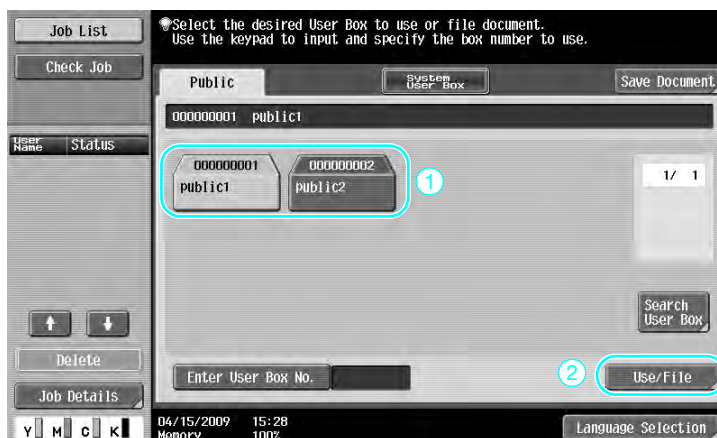 Job List
Check Job
User Name
Status
Delete
Job Details
Y M C K
Select the desired User Box to use or file document.
Use the keypad to input and specify the box number to use.
Public
System User Box
Save Document
000000001 public1
000000001
public1
000000002
public2
1
1/ 1
Search
User Box
Enter User Box No.
2
Use/File
04/15/2009 15:28
Memory 100%
Language Selection